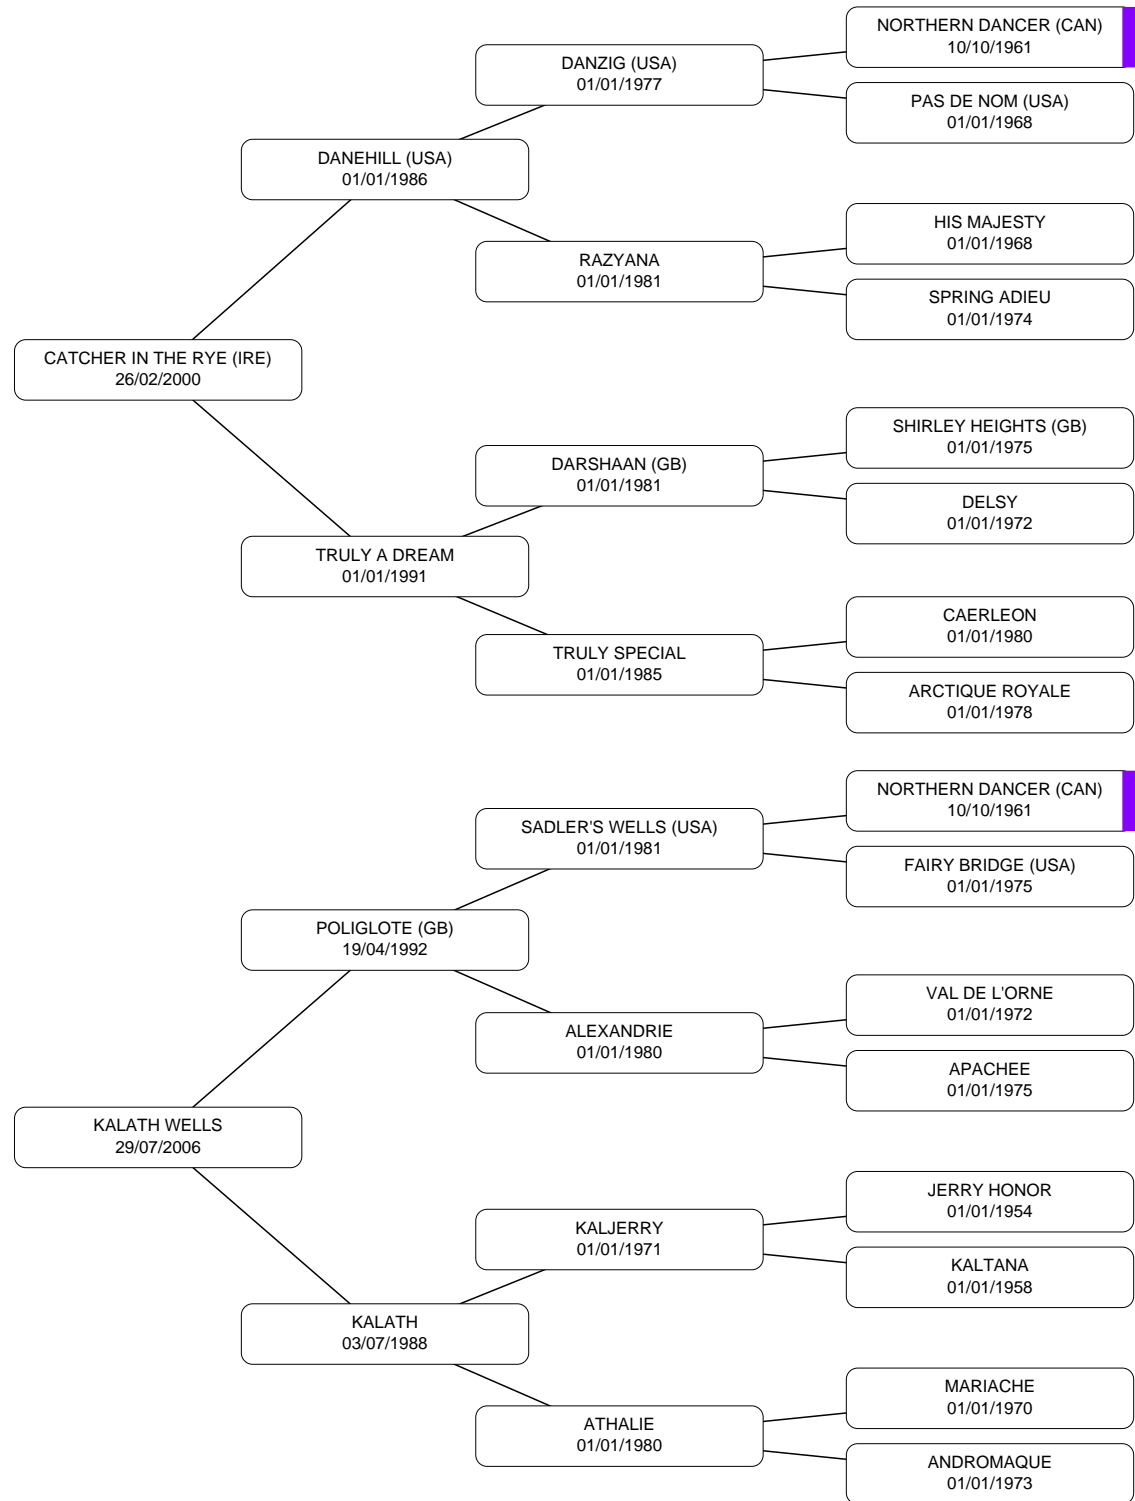 NORTHERN DANCER (CAN)
10/10/1961
DANZIG (USA)
01/01/1977
PAS DE NOM (USA)
01/01/1968
DANEHILL (USA)
01/01/1986
HIS MAJESTY
01/01/1968
RAZYANA
01/01/1981
SPRING ADIEU
01/01/1974
CATCHER IN THE RYE (IRE)
26/02/2000
SHIRLEY HEIGHTS (GB)
01/01/1975
DARSHAAN (GB)
01/01/1981
DELSY
01/01/1972
TRULY A DREAM
01/01/1991
CAERLEON
01/01/1980
TRULY SPECIAL
01/01/1985
ARCTIQUE ROYALE
01/01/1978
NORTHERN DANCER (CAN)
10/10/1961
SADLER'S WELLS (USA)
01/01/1981
FAIRY BRIDGE (USA)
01/01/1975
POLIGLOTE (GB)
19/04/1992
VAL DE L'ORNE
01/01/1972
ALEXANDRIE
01/01/1980
APACHEE
01/01/1975
KALATH WELLS
29/07/2006
JERRY HONOR
01/01/1954
KALJERRY
01/01/1971
KALTANA
01/01/1958
KALATH
03/07/1988
MARIACHE
01/01/1970
ATHALIE
01/01/1980
ANDROMAQUE
01/01/1973